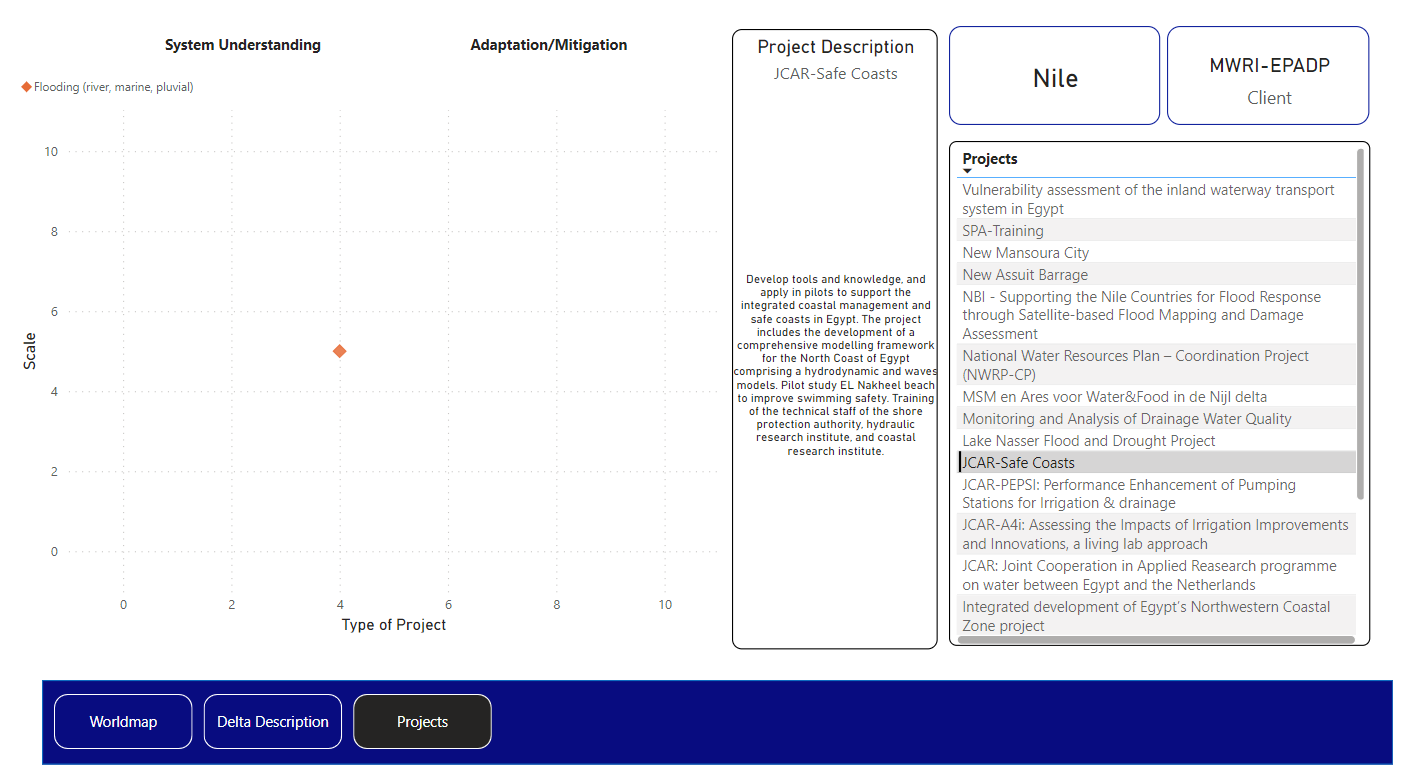 System Understanding
Adaptation/Mitigation
Flooding (river, marine, pluvial)
10
8
6
4
2
0
Scale
0
2
4
6
8
10
Type of Project
Project Description
JCAR-Safe Coasts
Develop tools and knowledge, and
apply in pilots to support the
integrated coastal management and
safe coasts in Egypt. The project
includes the development of a
comprehensive modelling framework
for the North Coast of Egypt
comprising a hydrodynamic and waves
models. Pilot study EL Nakheel beach
to improve swimming safety. Training
of the technical staff of the shore
protection authority, hydraulic
research institute, and coastal
research institute.
Nile
MWRI-EPADP
Client
Projects
Vulnerability assessment of the inland waterway transport
system in Egypt
SPA-Training
New Mansoura City
New Assuit Barrage
NBI - Supporting the Nile Countries for Flood Response
through Satellite-based Flood Mapping and Damage
Assessment
National Water Resources Plan – Coordination Project
(NWRP-CP)
MSM en Ares voor Water&Food in de Nijl delta
Monitoring and Analysis of Drainage Water Quality
Lake Nasser Flood and Drought Project
JCAR-Safe Coasts
JCAR-PEPSI: Performance Enhancement of Pumping
Stations for Irrigation & drainage
JCAR-A4i: Assessing the Impacts of Irrigation Improvements
and Innovations, a living lab approach
JCAR: Joint Cooperation in Applied Reasearch programme
on water between Egypt and the Netherlands
Integrated development of Egypt's Northwestern Coastal
Zone project
Worldmap
Delta Description
Projects